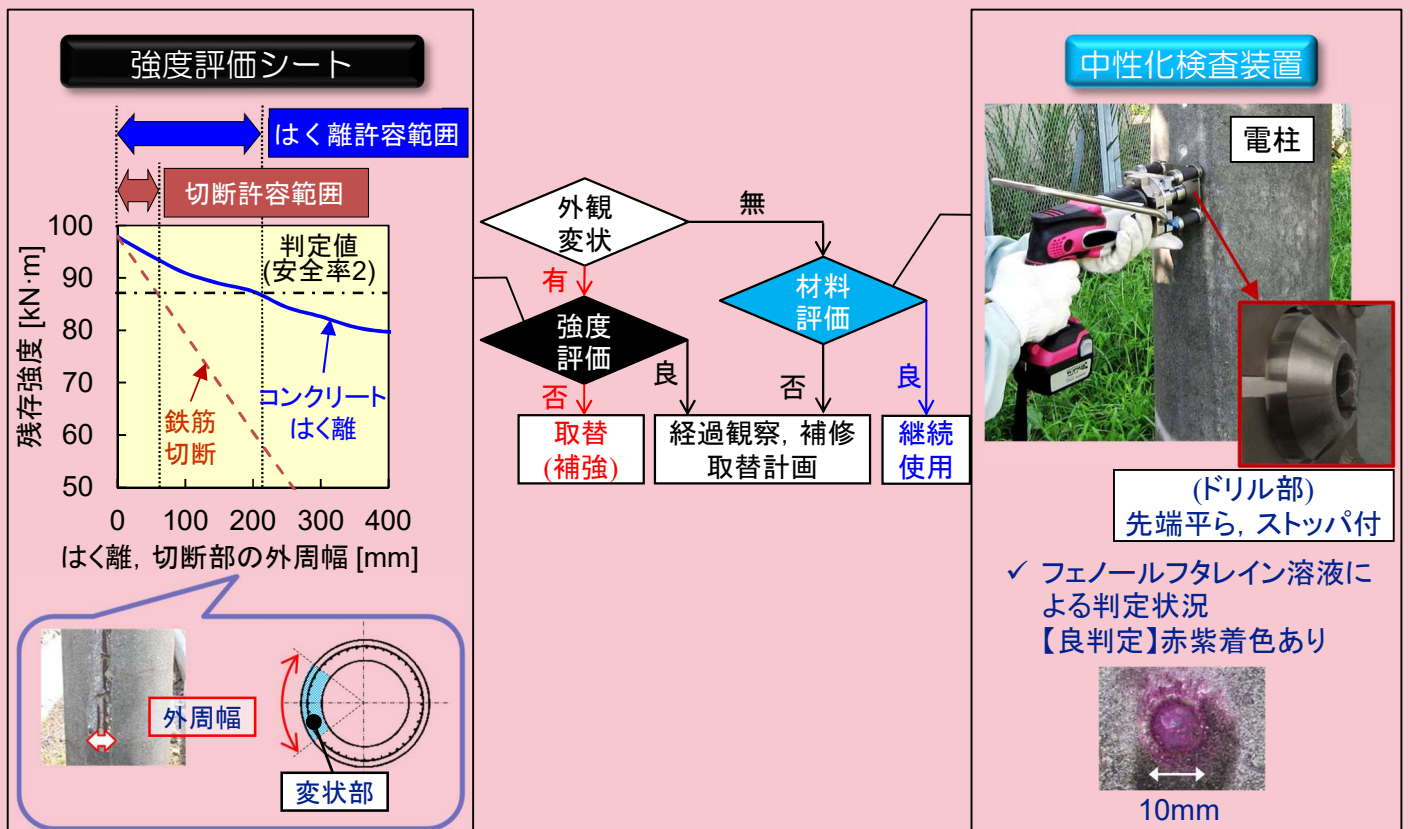 強度評価シート
はく離許容範囲
切断許容範囲
残存強度 [kN·m]
100
90
80
70
60
50
判定値
(安全率2)
鉄筋
切断
コンクリート
はく離
0
100
200
300
400
はく離, 切断部の外周幅 [mm]
外周幅
変状部
外観
変状
無
有
強度
評価
材料
評価
否
良
否
良
取替
(補強)
経過観察, 補修
取替計画
継続
使用
中性化検査装置
電柱
(ドリル部)
先端平ら, ストッパ付
✓ フェノールフタレイン溶液に
よる判定状況
【良判定】赤紫着色あり
10mm